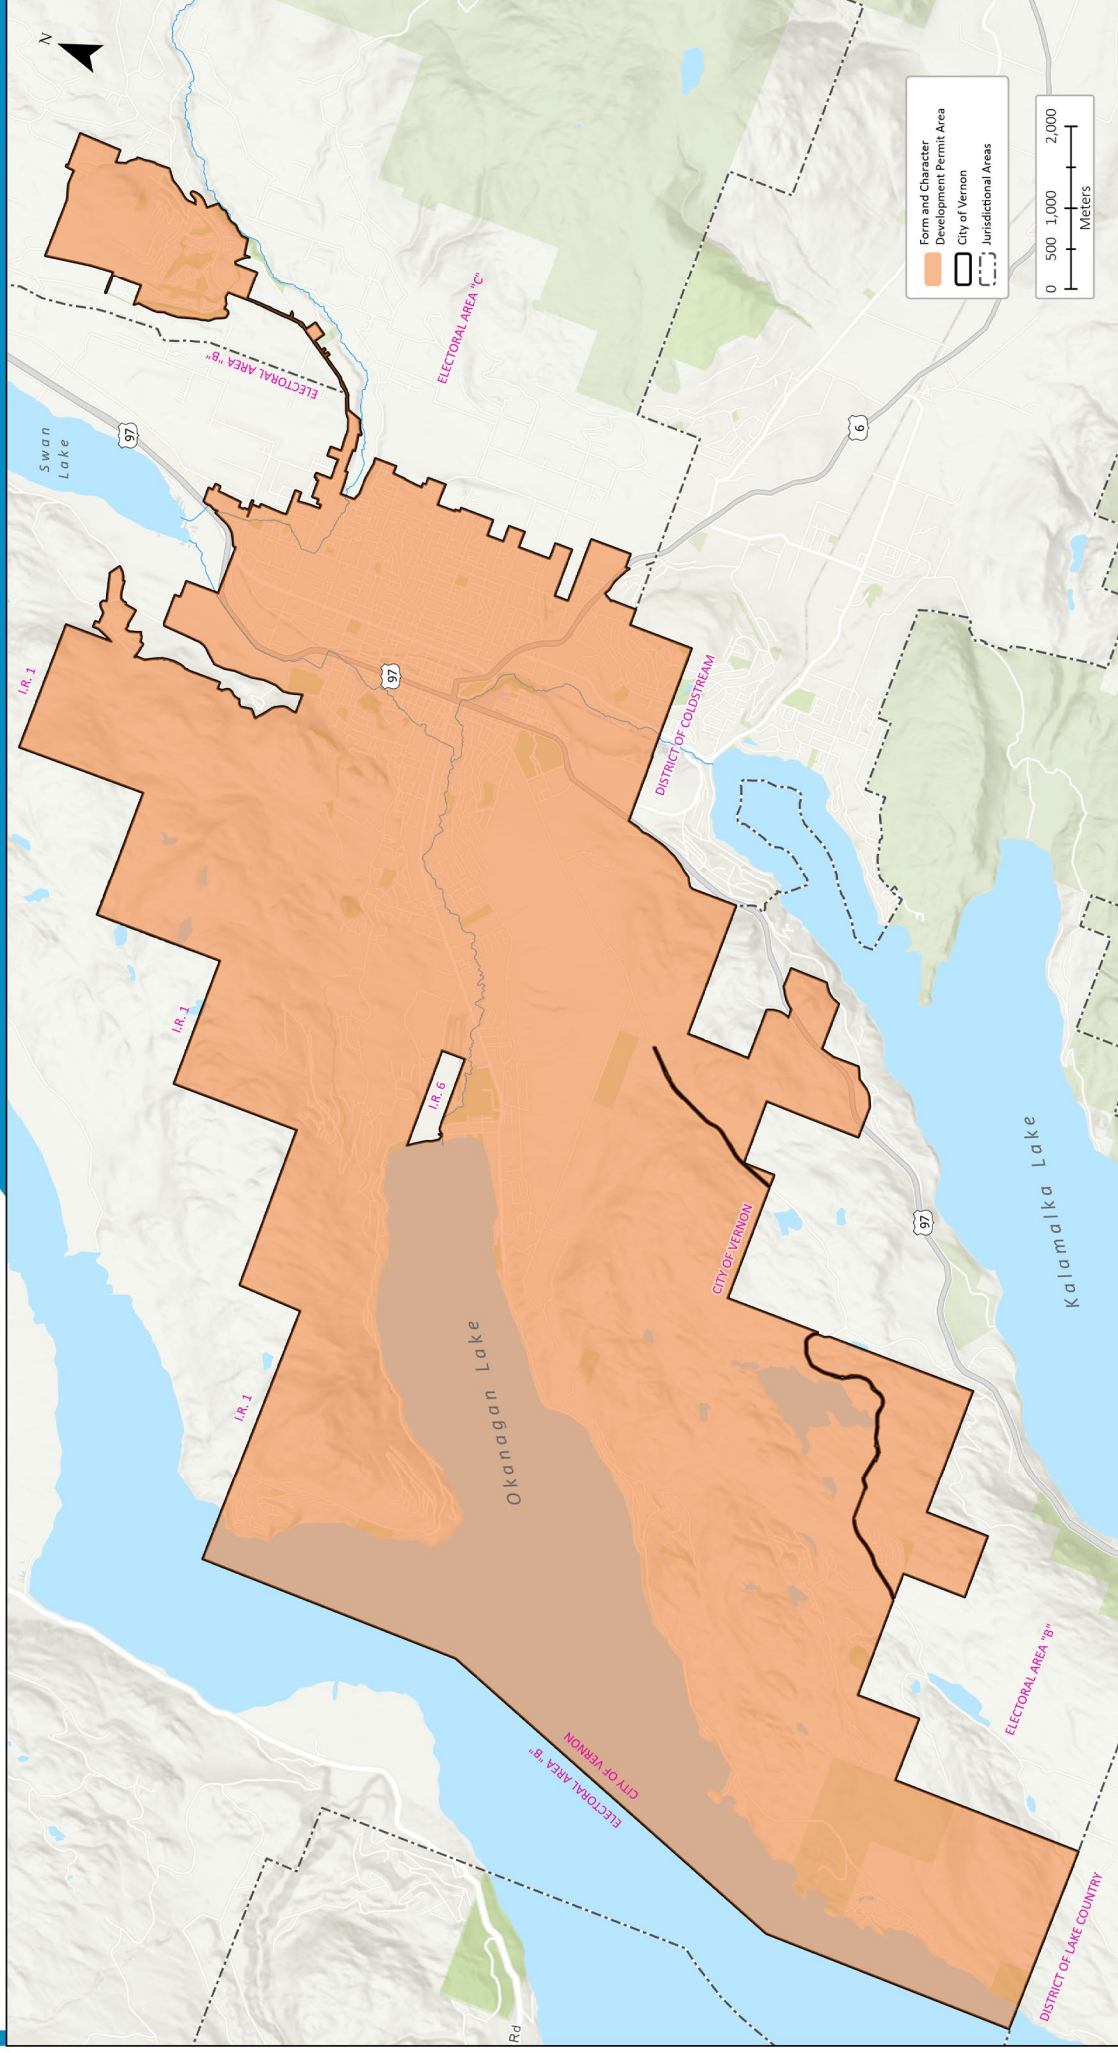 N
Swan
Lake
97
ELECTORAL AREA "B"
ELECTORAL AREA "C"
Form and Character
Development Permit Area
City of Vernon
Jurisdictional Areas
0 500 1,000 2,000
Meters
6
I.R. 1
97
DISTRICT OF COLDSTREAM
I.R. 1
I.R. 6
CITY OF VERNON
97
Kalamalka Lake
I.R. 1
Okanagan Lake
ELECTORAL AREA "B"
CITY OF VERNON
ELECTORAL AREA "B"
DISTRICT OF LAKE COUNTRY
Rd